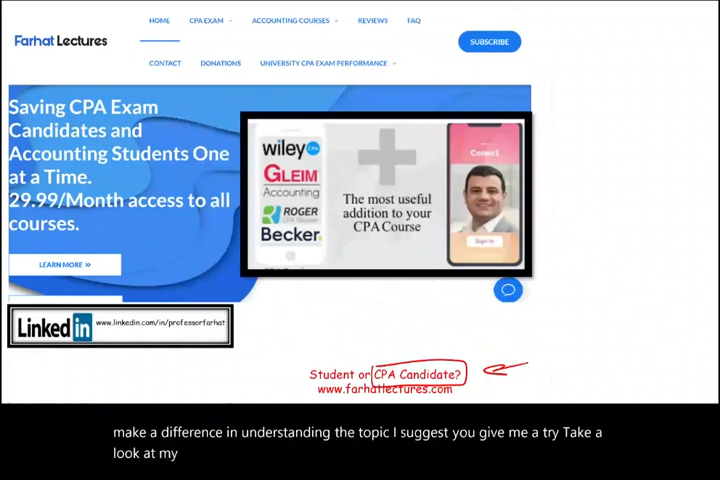 HOME CPA EXAM ACCOUNTING COURSES + REVIEWS FAQ
Farhat Lectures
SUBSCRIBE
CONTACT DONATIONS UNIVERSITY CPA EXAM PERFORMANCE +
Saving CPA Exam
Candidates and
Accounting Students One
at a Time.
29.99/Month access to all
courses.
LEARN MORE »
wiley CPA
GLEIM
Accounting
ROGER
Becker.
The most useful
addition to your
CPA Course
Connect
Sign in
Linked in
www.linkedin.com/in/professorfarhat
Student or CPA Candidate?
www.farhatlectures.com
make a difference in understanding the topic I suggest you give me a try Take a
look at my